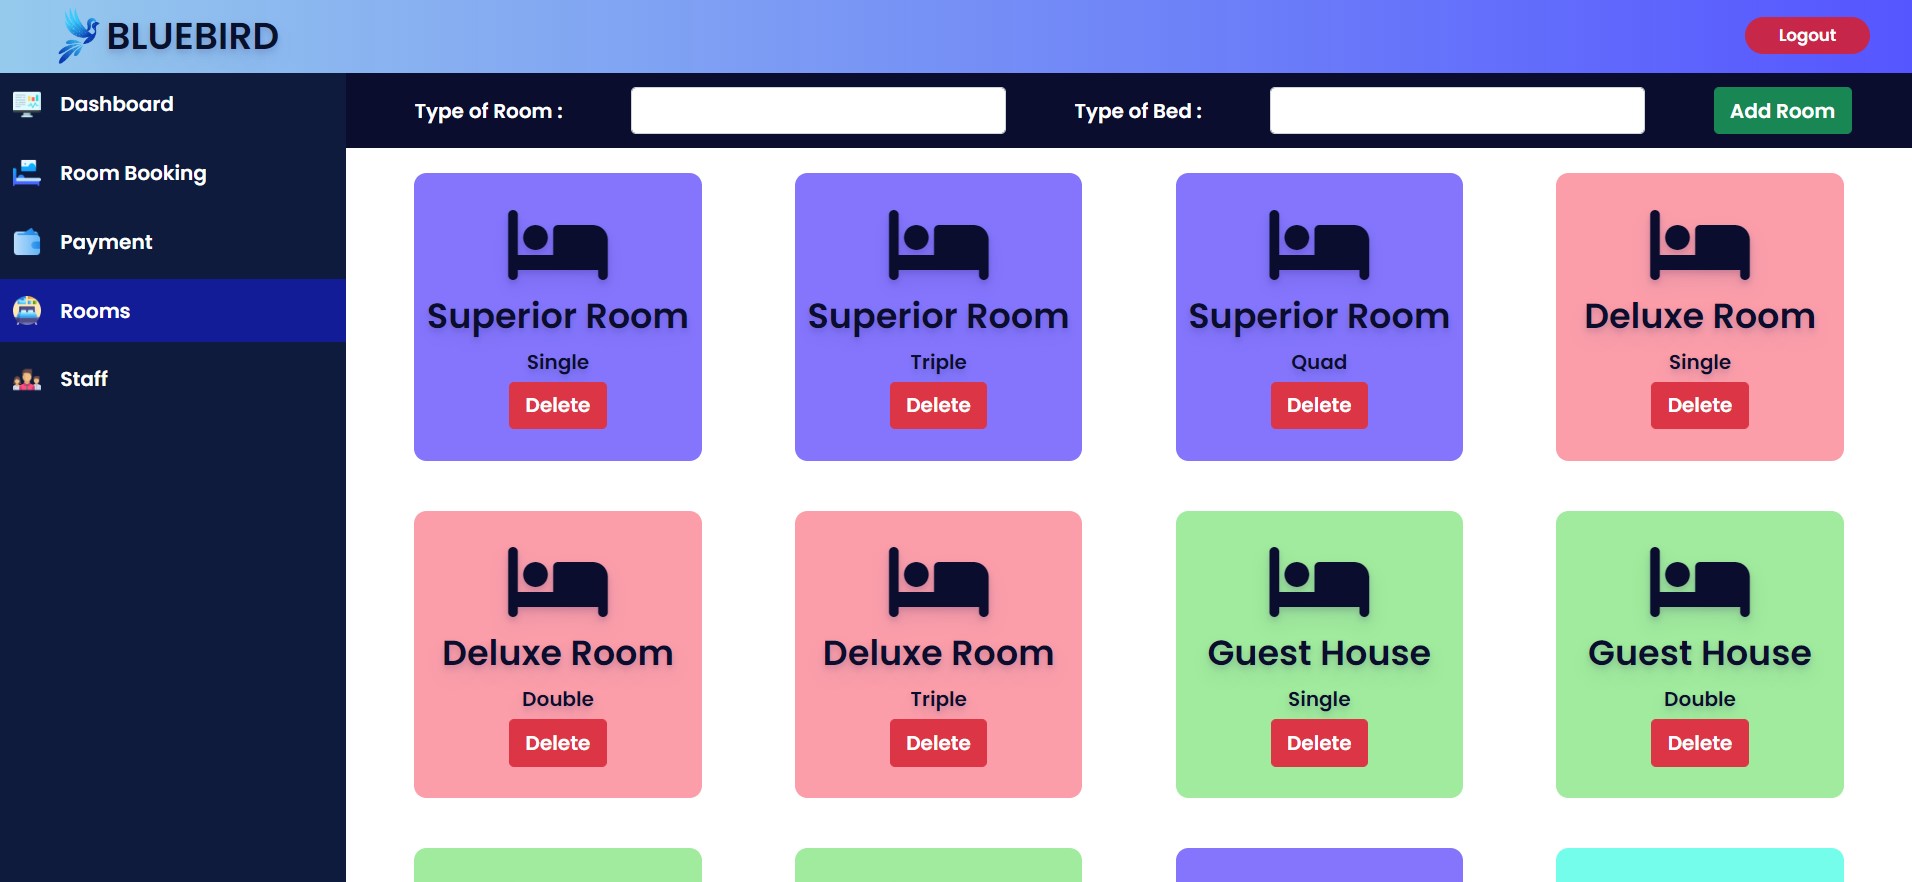 BLUEBIRD
Logout
Dashboard
Room Booking
Payment
Rooms
Staff
Type of Room :
Type of Bed :
Add Room
Superior Room
Single
Delete
Superior Room
Triple
Delete
Superior Room
Quad
Delete
Deluxe Room
Single
Delete
Deluxe Room
Double
Delete
Deluxe Room
Triple
Delete
Guest House
Single
Delete
Guest House
Double
Delete